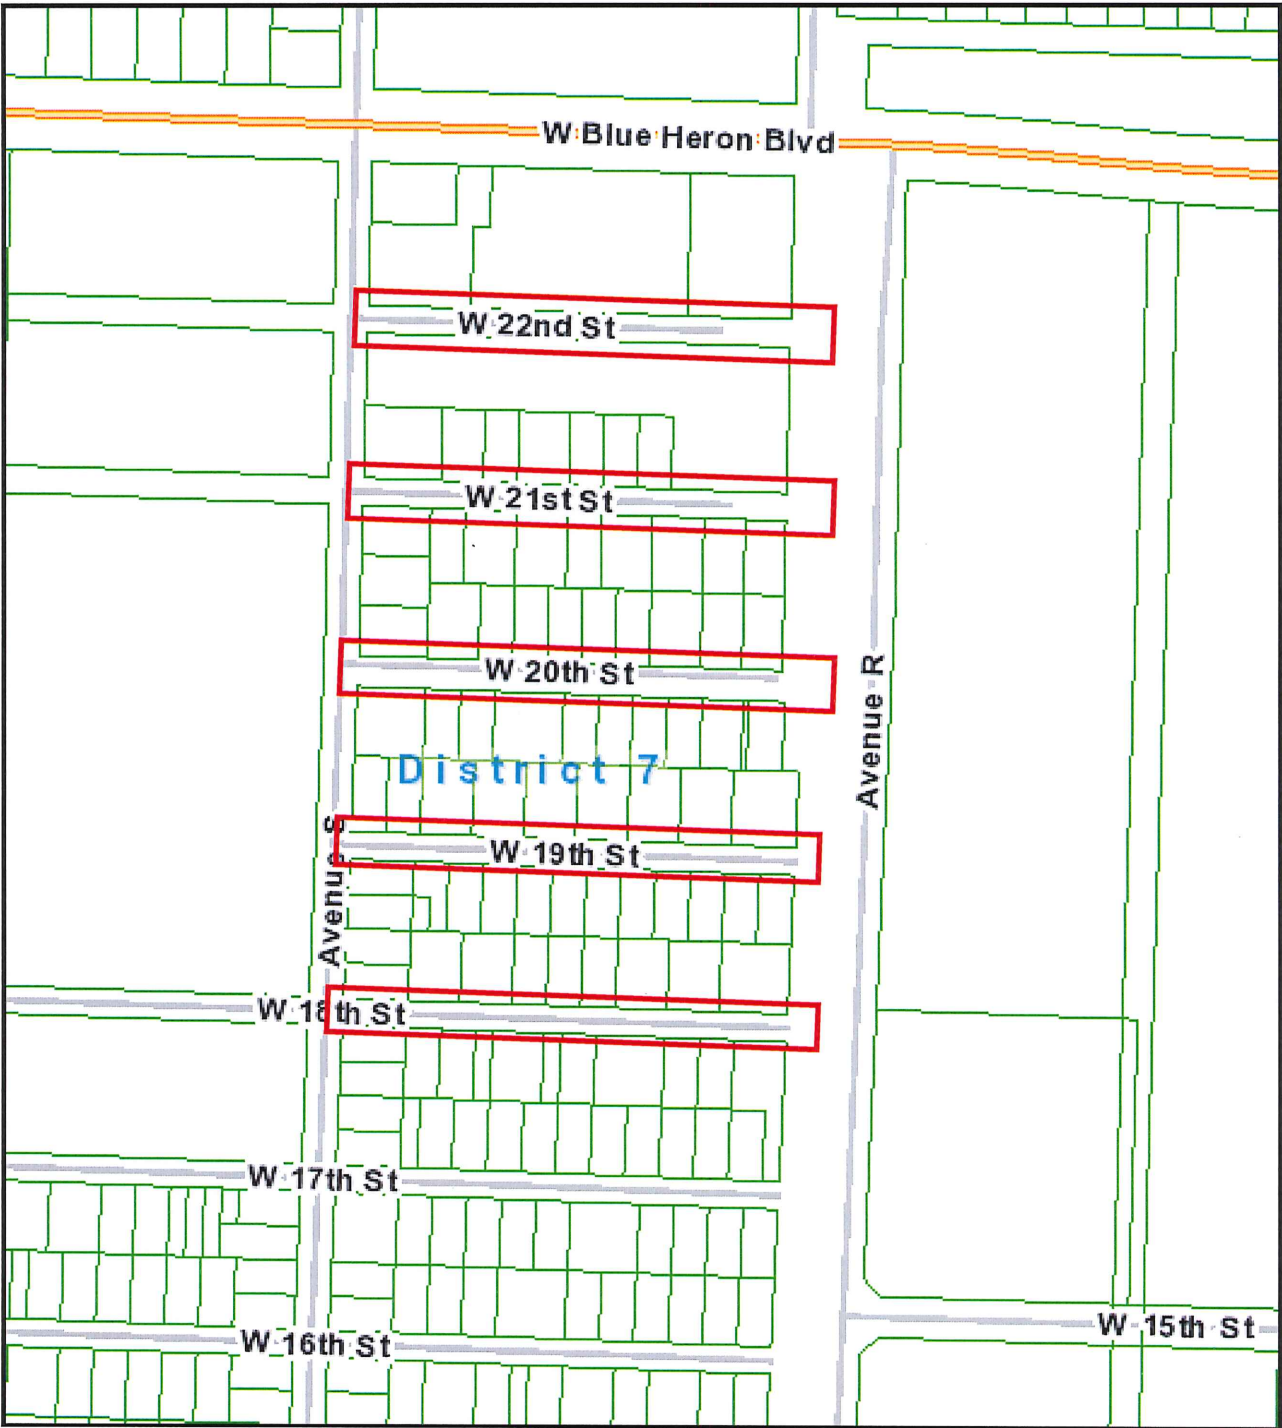 W Blue Heron Blvd
W 22nd St
W 21st St
W 20th St
Avenue R
District 7
Avenue S
W 19th St
W 18th St
W 17th St
W 16th St
W 15th St